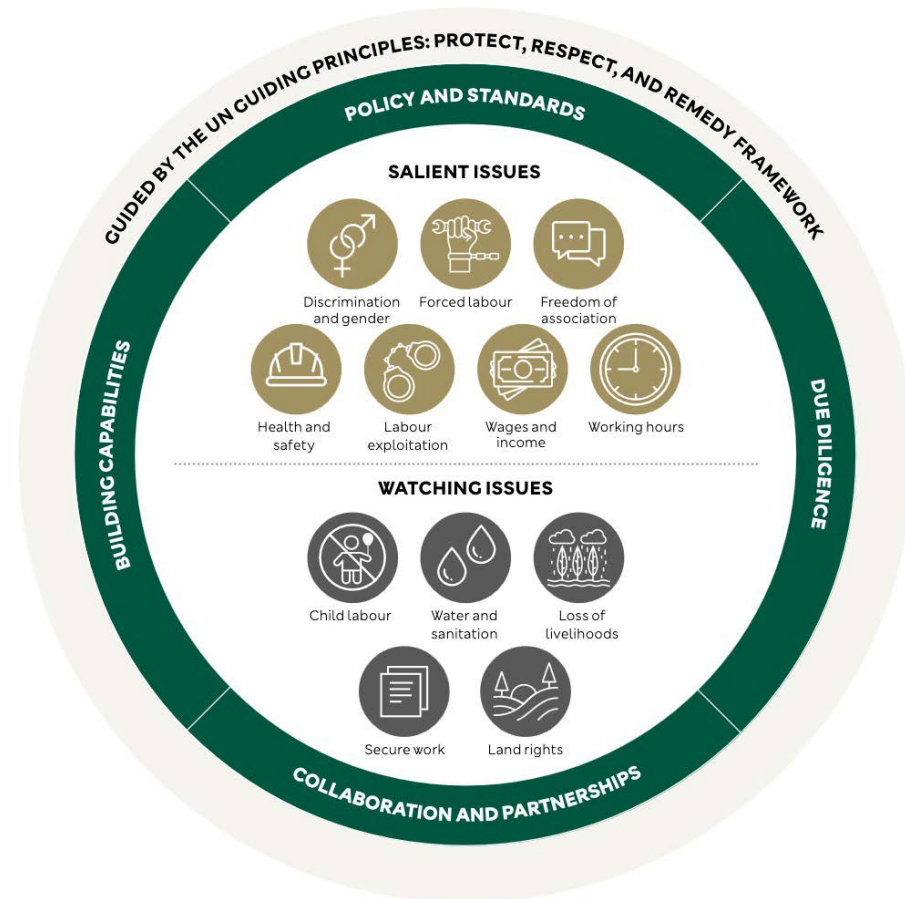 GUIDED BY THE UN GUIDING PRINCIPLES: PROTECT, RESPECT, AND REMEDY FRAMEWORK
POLICY AND STANDARDS
SALIENT ISSUES
Discrimination
and gender
Forced labour
Freedom of
association
Health and
safety
Labour
exploitation
Wages and
income
Working hours
BUILDING CAPABILITIES
DUE DILIGENCE
WATCHING ISSUES
Child labour
Water and
sanitation
Loss of
livelihoods
Secure work
Land rights
COLLABORATION AND PARTNERSHIPS